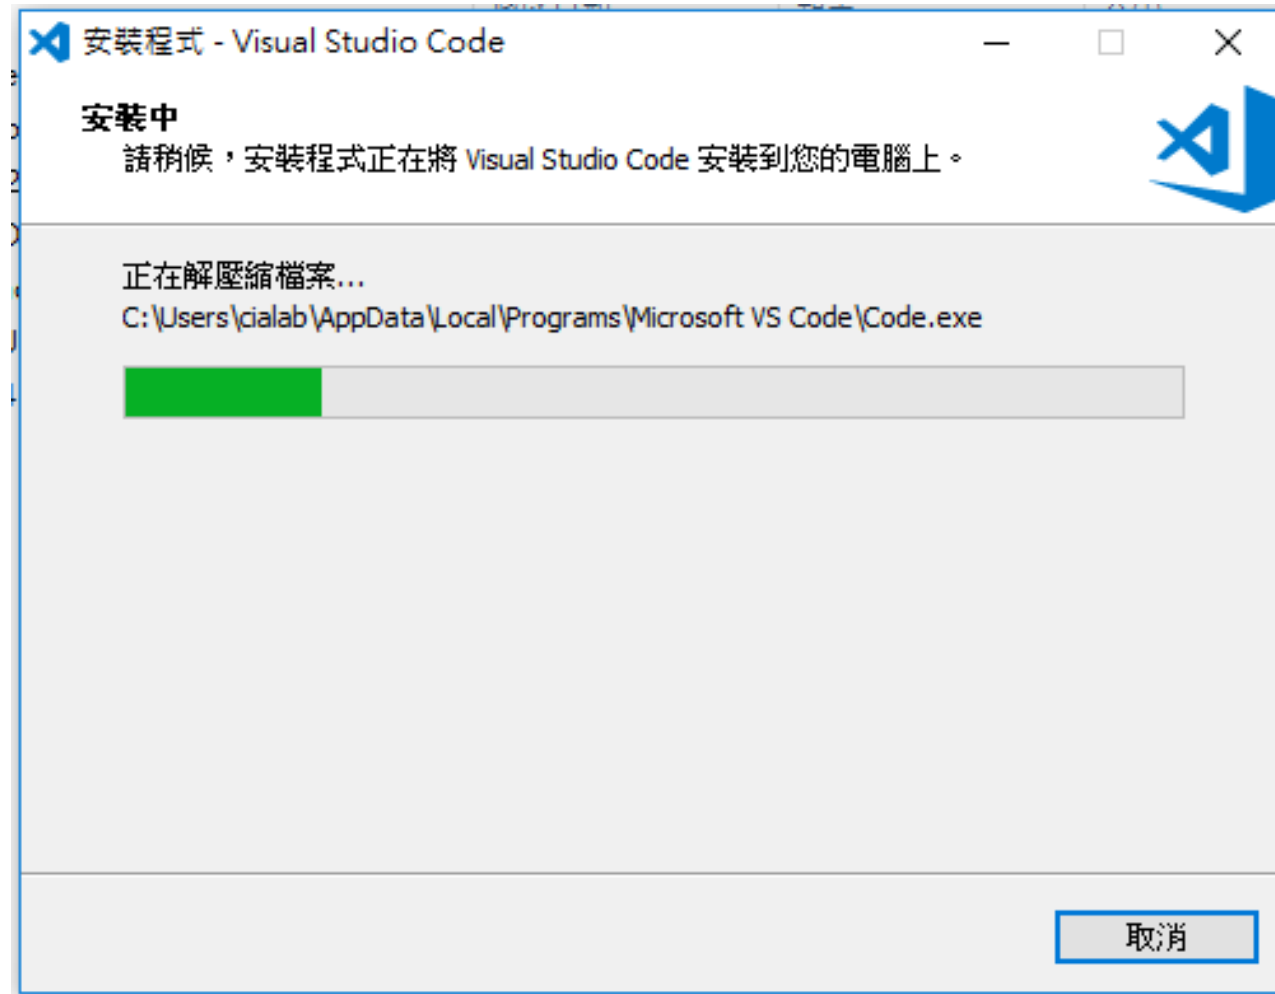 安裝程式 - Visual Studio Code
安裝中
請稍候，安裝程式正在將 Visual Studio Code 安裝到您的電腦上。
正在解壓縮檔案...
C:\Users\cialab\AppData\Local\Programs\Microsoft VS Code\Code.exe
取消